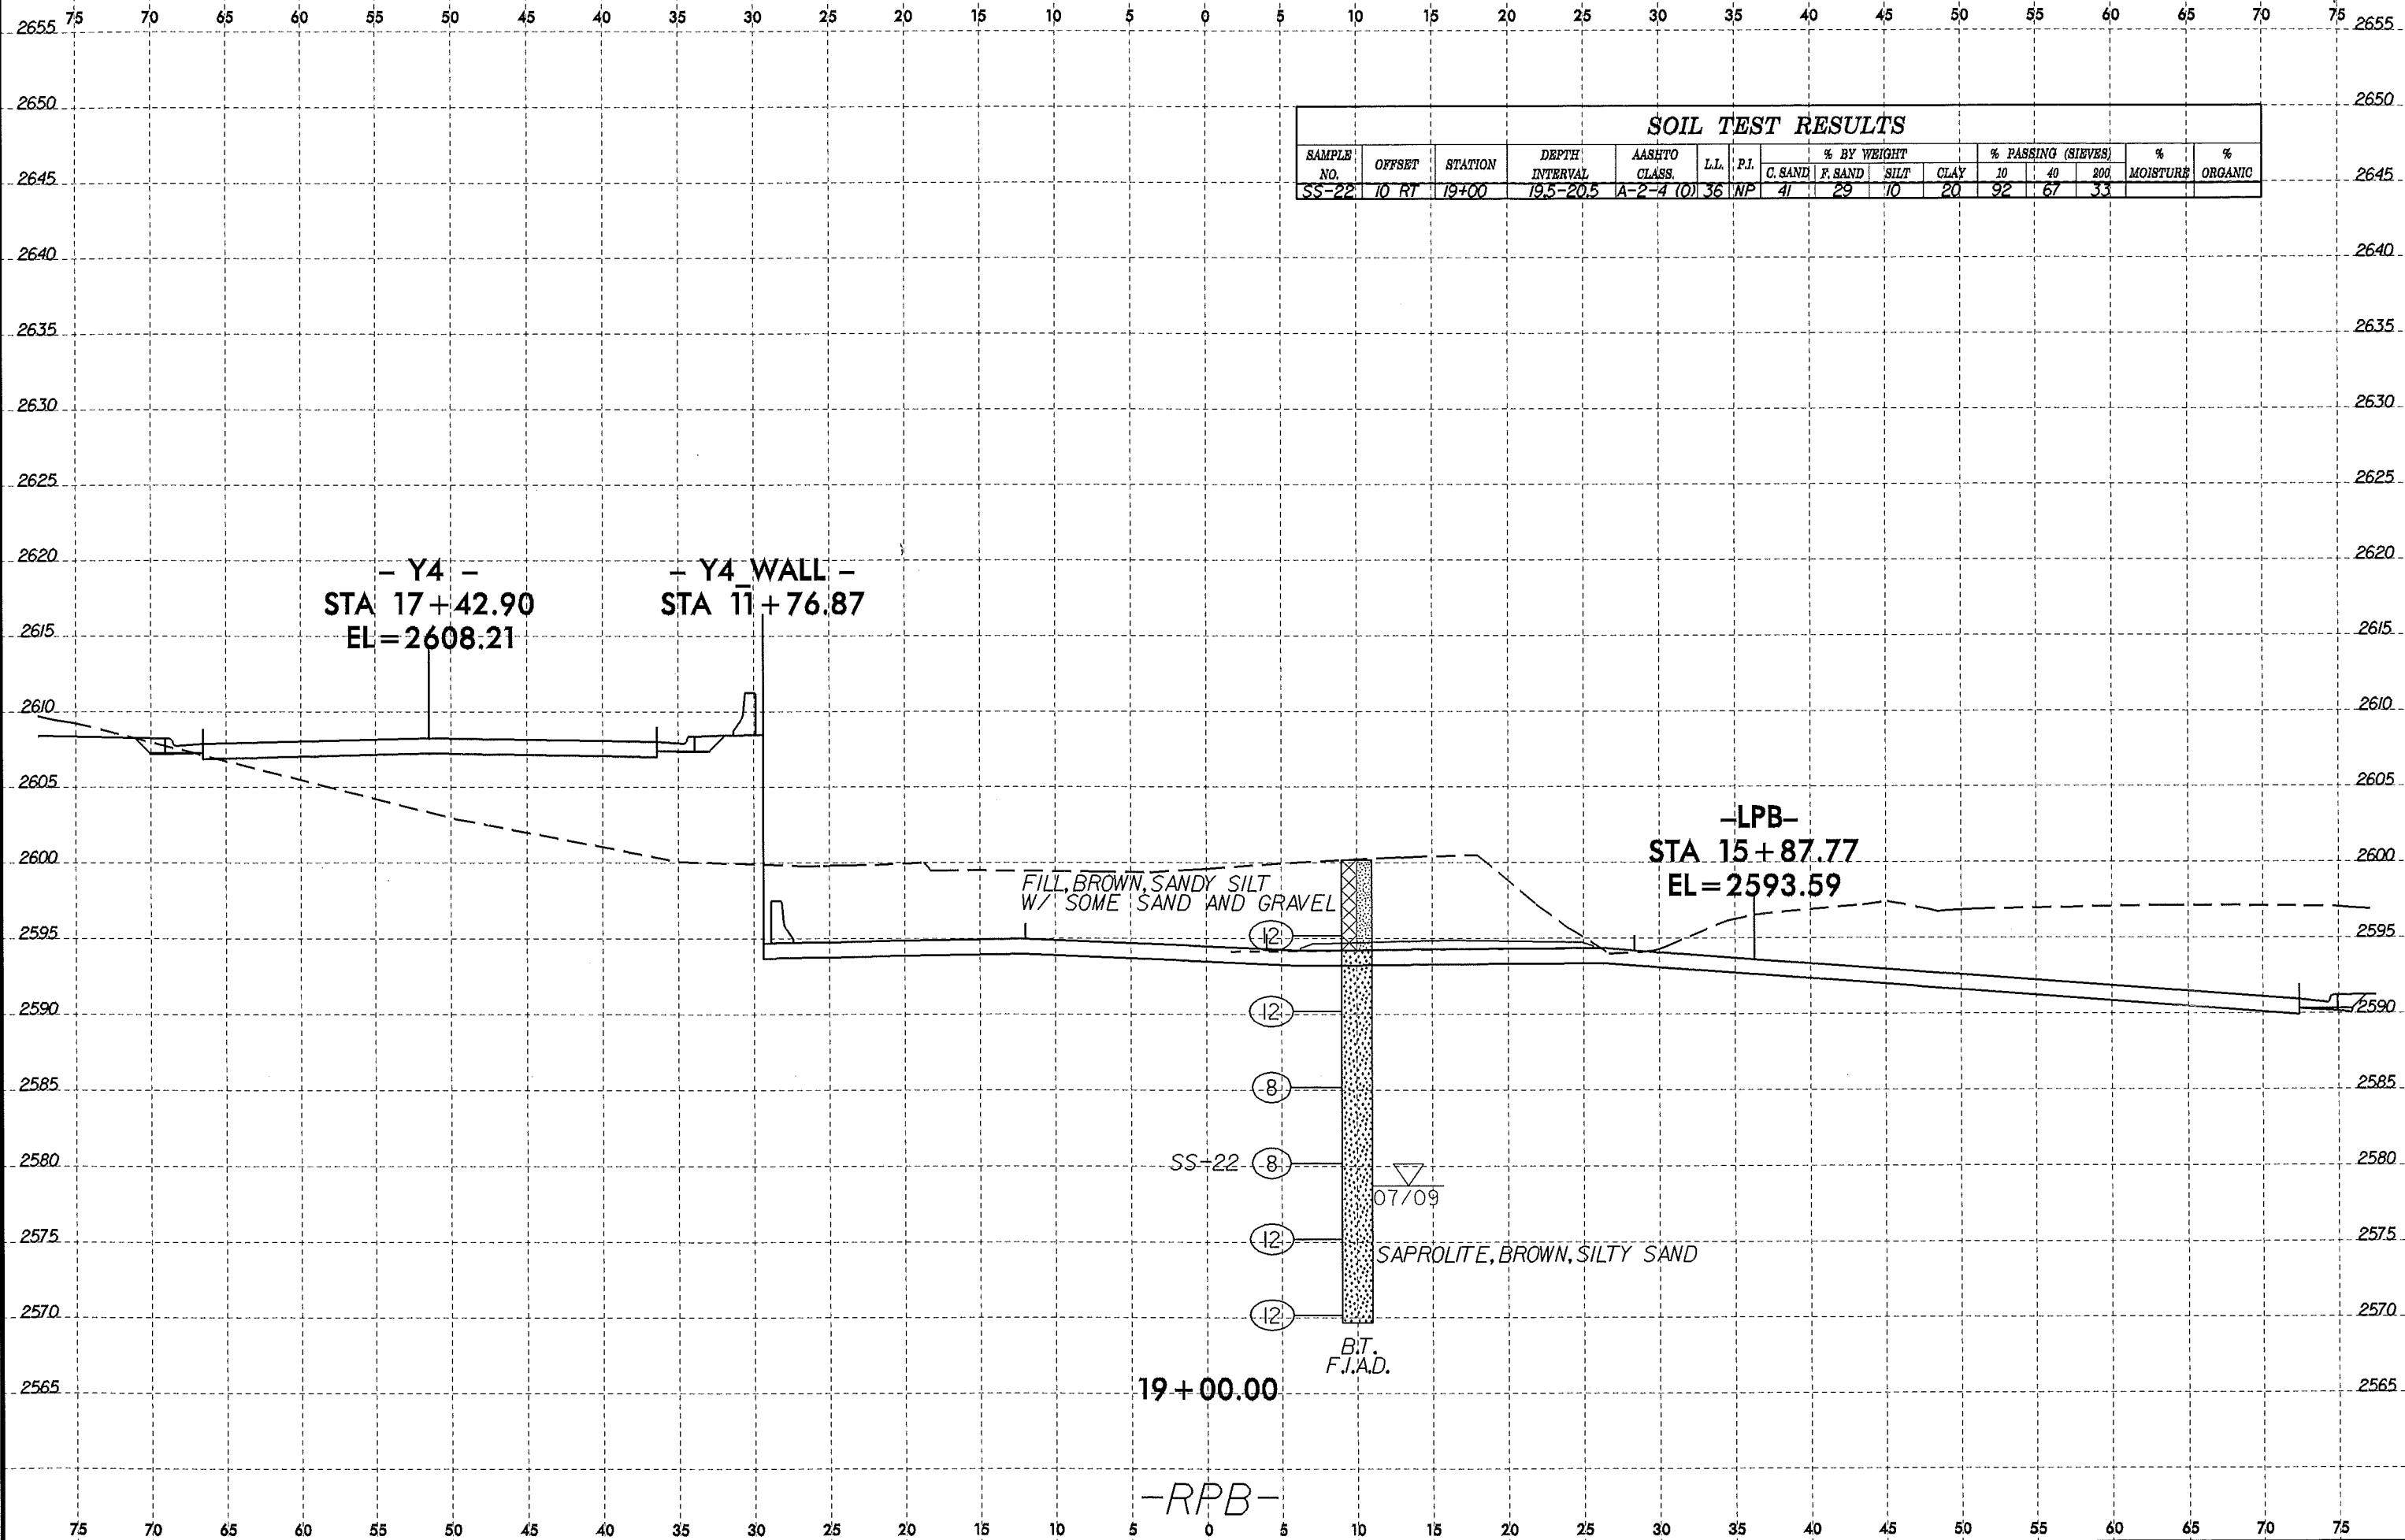 75 70 65 60 55 50 45 40 35 30 25 20 15 10 5 0 5 10 15 20 25 30 35 40 45 50 55 60 65 70 75
2655 2655
2650 2650
SOIL TEST RESULTS
SAMPLE NO. OFFSET STATION DEPTH INTERVAL AASHTO CLASS. L.L. P.I. % BY WEIGHT C. SAND F. SAND SILT CLAY % PASSING (SIEVES) 10 40 200 % MOISTURE % ORGANIC
SS-22 10 RT 19+00 19.5-20.5 A-2-4 (0) 36 NP 41 29 10 20 92 67 33
2645 2645
2640 2640
2635 2635
2630 2630
2625 2625
2620 2620
- Y4 -
STA 17+42.90
EL=2608.21
- Y4_WALL -
STA 11+76.87
2615 2615
2610 2610
2605 2605
-LPB-
STA 15+87.77
EL=2593.59
2600 2600
FILL, BROWN, SANDY SILT
W/ SOME SAND AND GRAVEL
2595 12 2595
2590 12 2590
2585 8 2585
2580 SS-22 8 2580
07/09
2575 12 2575
SAPROLITE, BROWN, SILTY SAND
2570 12 2570
B.T.
F.I.A.D.
2565 2565
19+00.00
-RPB-
75 70 65 60 55 50 45 40 35 30 25 20 15 10 5 0 5 10 15 20 25 30 35 40 45 50 55 60 65 70 75